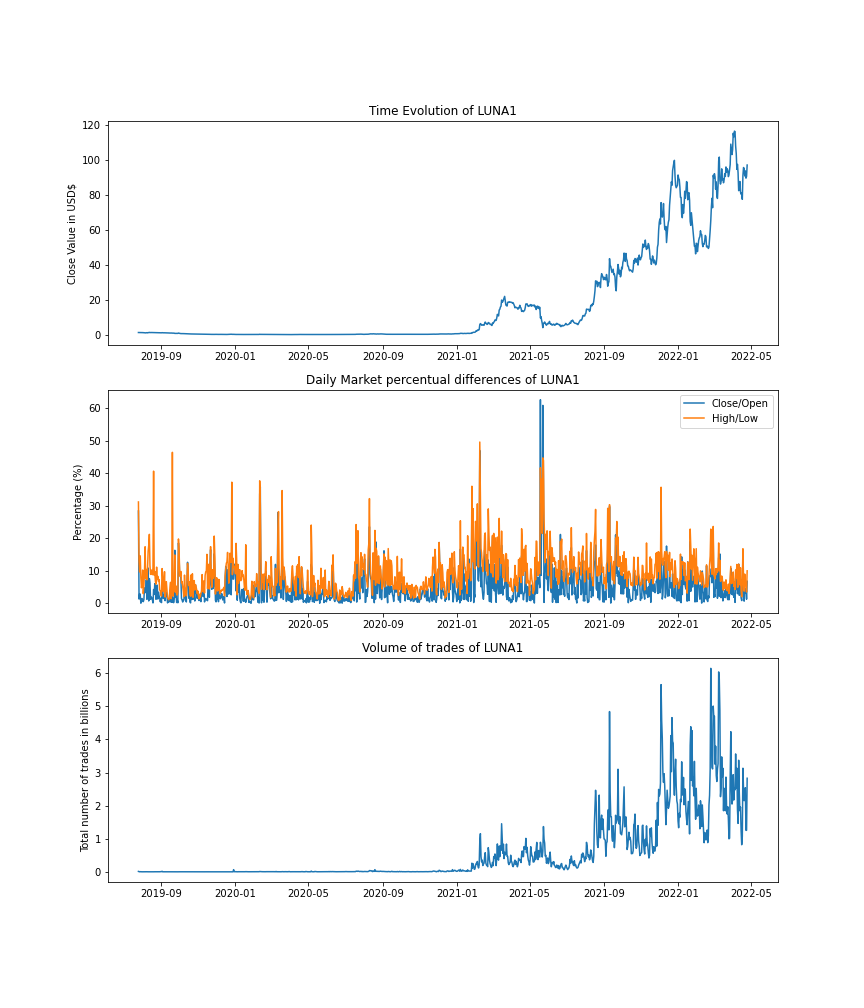 Time Evolution of LUNA1
Close Value in USD$
120
100
80
60
40
20
0
2019-09 2020-01 2020-05 2020-09 2021-01 2021-05 2021-09 2022-01 2022-05
Daily Market percentual differences of LUNA1
Percentage (%)
60
50
40
30
20
10
0
Close/Open
High/Low
2019-09 2020-01 2020-05 2020-09 2021-01 2021-05 2021-09 2022-01 2022-05
Volume of trades of LUNA1
Total number of trades in billions
6
5
4
3
2
1
0
2019-09 2020-01 2020-05 2020-09 2021-01 2021-05 2021-09 2022-01 2022-05